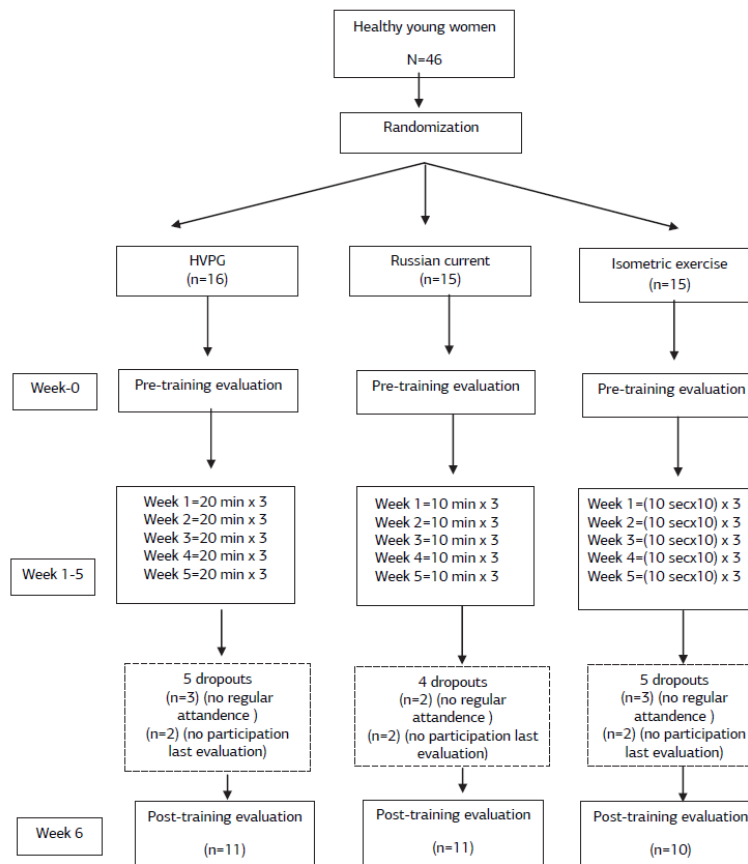 Healthy young women
N=46
Randomization
HVPG
(n=16)
Russian current
(n=15)
Isometric exercise
(n=15)
Week-0
Pre-training evaluation
Pre-training evaluation
Pre-training evaluation
Week 1-5
Week 1=20 min x 3
Week 2=20 min x 3
Week 3=20 min x 3
Week 4=20 min x 3
Week 5=20 min x 3
Week 1=10 min x 3
Week 2=10 min x 3
Week 3=10 min x 3
Week 4=10 min x 3
Week 5=10 min x 3
Week 1=(10 secx10) x 3
Week 2=(10 secx10) x 3
Week 3=(10 secx10) x 3
Week 4=(10 secx10) x 3
Week 5=(10 secx10) x 3
5 dropouts
(n=3) (no regular
attandence )
(n=2) (no participation
last evaluation)
4 dropouts
(n=2) (no regular
attandence )
(n=2) (no participation last
evaluation)
5 dropouts
(n=3) (no regular
attandence )
(n=2) (no participation
last evaluation)
Week 6
Post-training evaluation
(n=11)
Post-training evaluation
(n=11)
Post-training evaluation
(n=10)